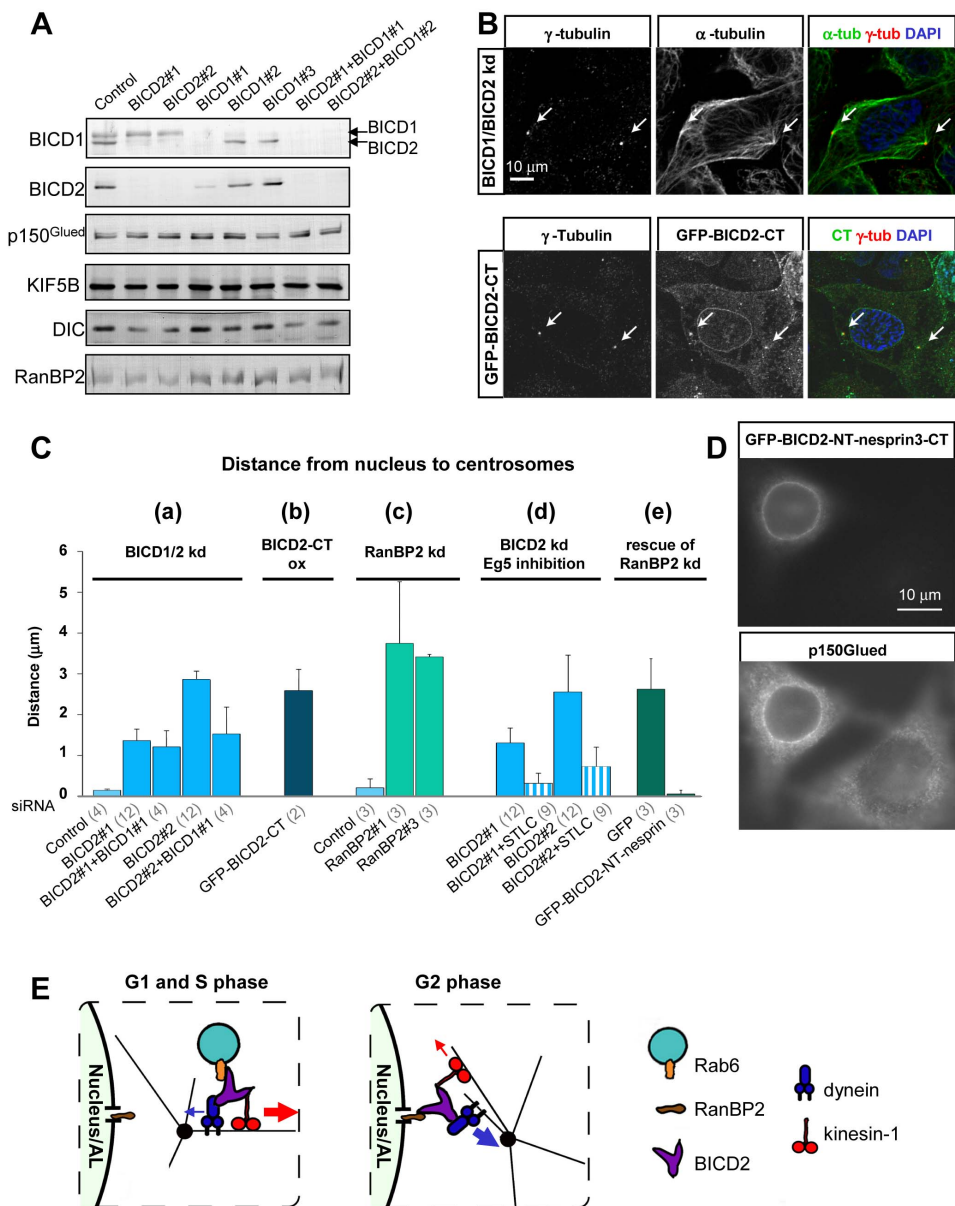 A
Control
BICD2#1
BICD2#2
BICD1#1
BICD1#2
BICD1#3
BICD2#1+BICD1#1
BICD2#2+BICD1#2
BICD1
BICD1
BICD2
BICD2
p150Glued
KIF5B
DIC
RanBP2
B
γ-tubulin
α-tubulin
α-tub γ-tub DAPI
BICD1/BICD2 kd
10 μm
γ-Tubulin
GFP-BICD2-CT
CT γ-tub DAPI
GFP-BICD2-CT
C
Distance from nucleus to centrosomes
(a) (b) (c) (d) (e)
BICD1/2 kd
BICD2-CT
ox
RanBP2 kd
BICD2 kd
Eg5 inhibition
rescue of
RanBP2 kd
Distance (μm)
6
5
4
3
2
1
0
siRNA
Control (4)
BICD2#1 (12)
BICD2#1+BICD1#1 (4)
BICD2#2 (12)
BICD2#2+BICD1#1 (4)
GFP-BICD2-CT (2)
Control (3)
RanBP2#1 (3)
RanBP2#3 (3)
BICD2#1 (12)
BICD2#1+STLC (9)
BICD2#2 (12)
BICD2#2+STLC (9)
GFP (3)
GFP-BICD2-NT-nesprin (3)
D
GFP-BICD2-NT-nesprin3-CT
10 μm
p150Glued
E
G1 and S phase
Nucleus/AL
G2 phase
Nucleus/AL
Rab6
RanBP2
BICD2
dynein
kinesin-1